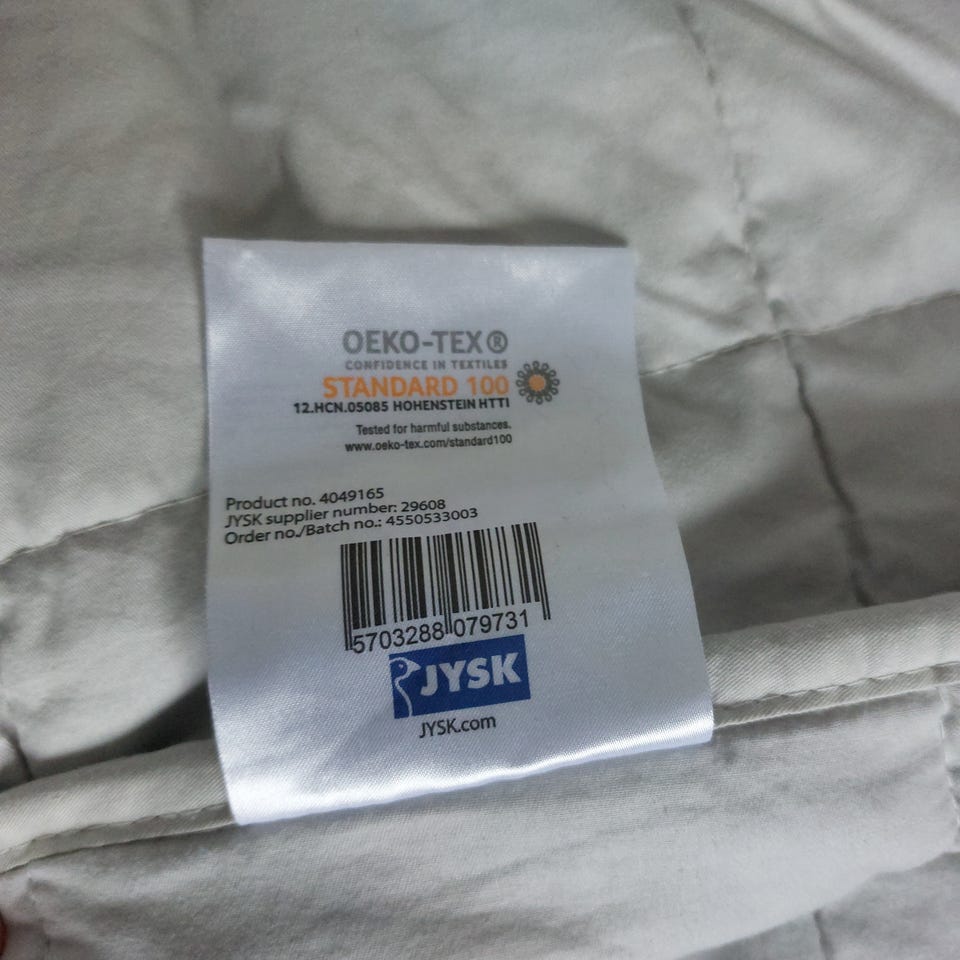 OEKO-TEX®
CONFIDENCE IN TEXTILES
STANDARD 100
12.HCN.05085 HOHENSTEIN HTTI
Tested for harmful substances.
www.oeko-tex.com/standard100
Product no. 4049165
JYSK supplier number: 29608
Order no./Batch no.: 4550533003
5703288 079731
JYSK
JYSK.com